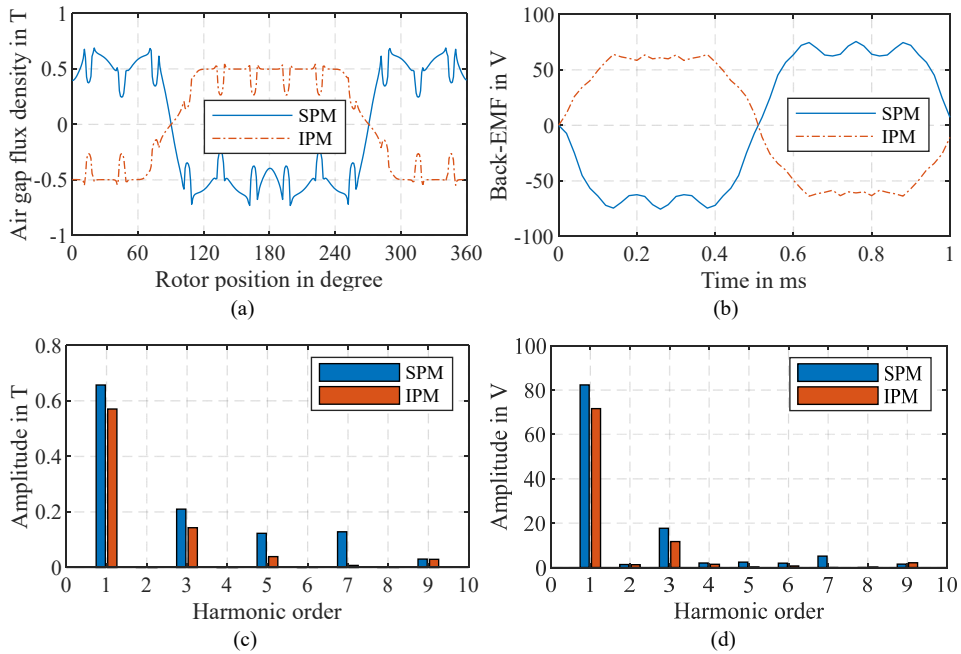 Air gap flux density in T
1
0.5
0
-0.5
-1
SPM
IPM
0 60 120 180 240 300 360
Rotor position in degree
(a)
Back-EMF in V
100
50
0
-50
-100
SPM
IPM
0 0.2 0.4 0.6 0.8 1
Time in ms
(b)
Amplitude in T
0.8
0.6
0.4
0.2
0
SPM
IPM
0 1 2 3 4 5 6 7 8 9 10
Harmonic order
(c)
Amplitude in V
100
80
60
40
20
0
SPM
IPM
0 1 2 3 4 5 6 7 8 9 10
Harmonic order
(d)